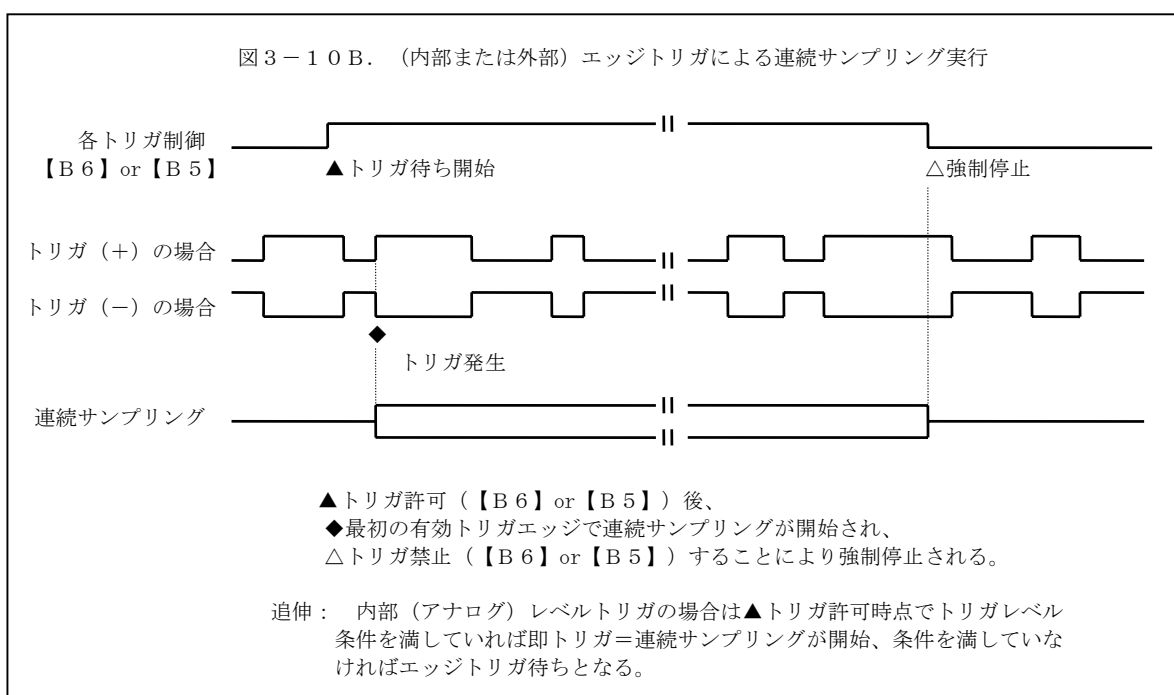 図３－１０Ｂ．（内部または外部）エッジトリガによる連続サンプリング実行
各トリガ制御
【Ｂ６】or【Ｂ５】
▲トリガ待ち開始
△強制停止
トリガ（＋）の場合
トリガ（－）の場合
◆
トリガ発生
連続サンプリング
▲トリガ許可（【Ｂ６】or【Ｂ５】）後、
◆最初の有効トリガエッジで連続サンプリングが開始され、
△トリガ禁止（【Ｂ６】or【Ｂ５】）することにより強制停止される。
追伸：　内部（アナログ）レベルトリガの場合は▲トリガ許可時点でトリガレベル
条件を満していれば即トリガ＝連続サンプリングが開始、条件を満していな
ければエッジトリガ待ちとなる。